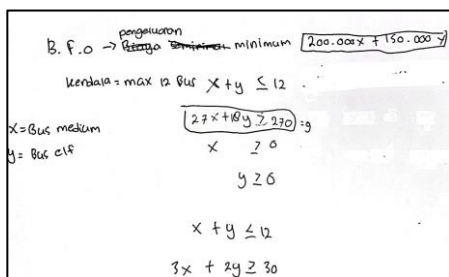 pengeluaran
B. F. O → Biaya minimum 200.000x + 150.000 y
kendala = max 12 Bus x + y ≤ 12
x = Bus medium
27x + 18y ≥ 270 = 9
y = Bus elf
x ≥ 0
y ≥ 0
x + y ≤ 12
3x + 2y ≥ 30